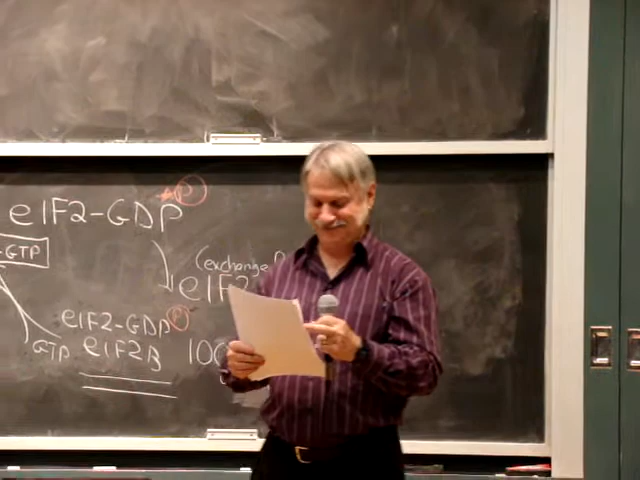 eIF2-GDP P
-GTP
(exchange
eIF2
eIF2-GDP P
GTP eIF2B 100